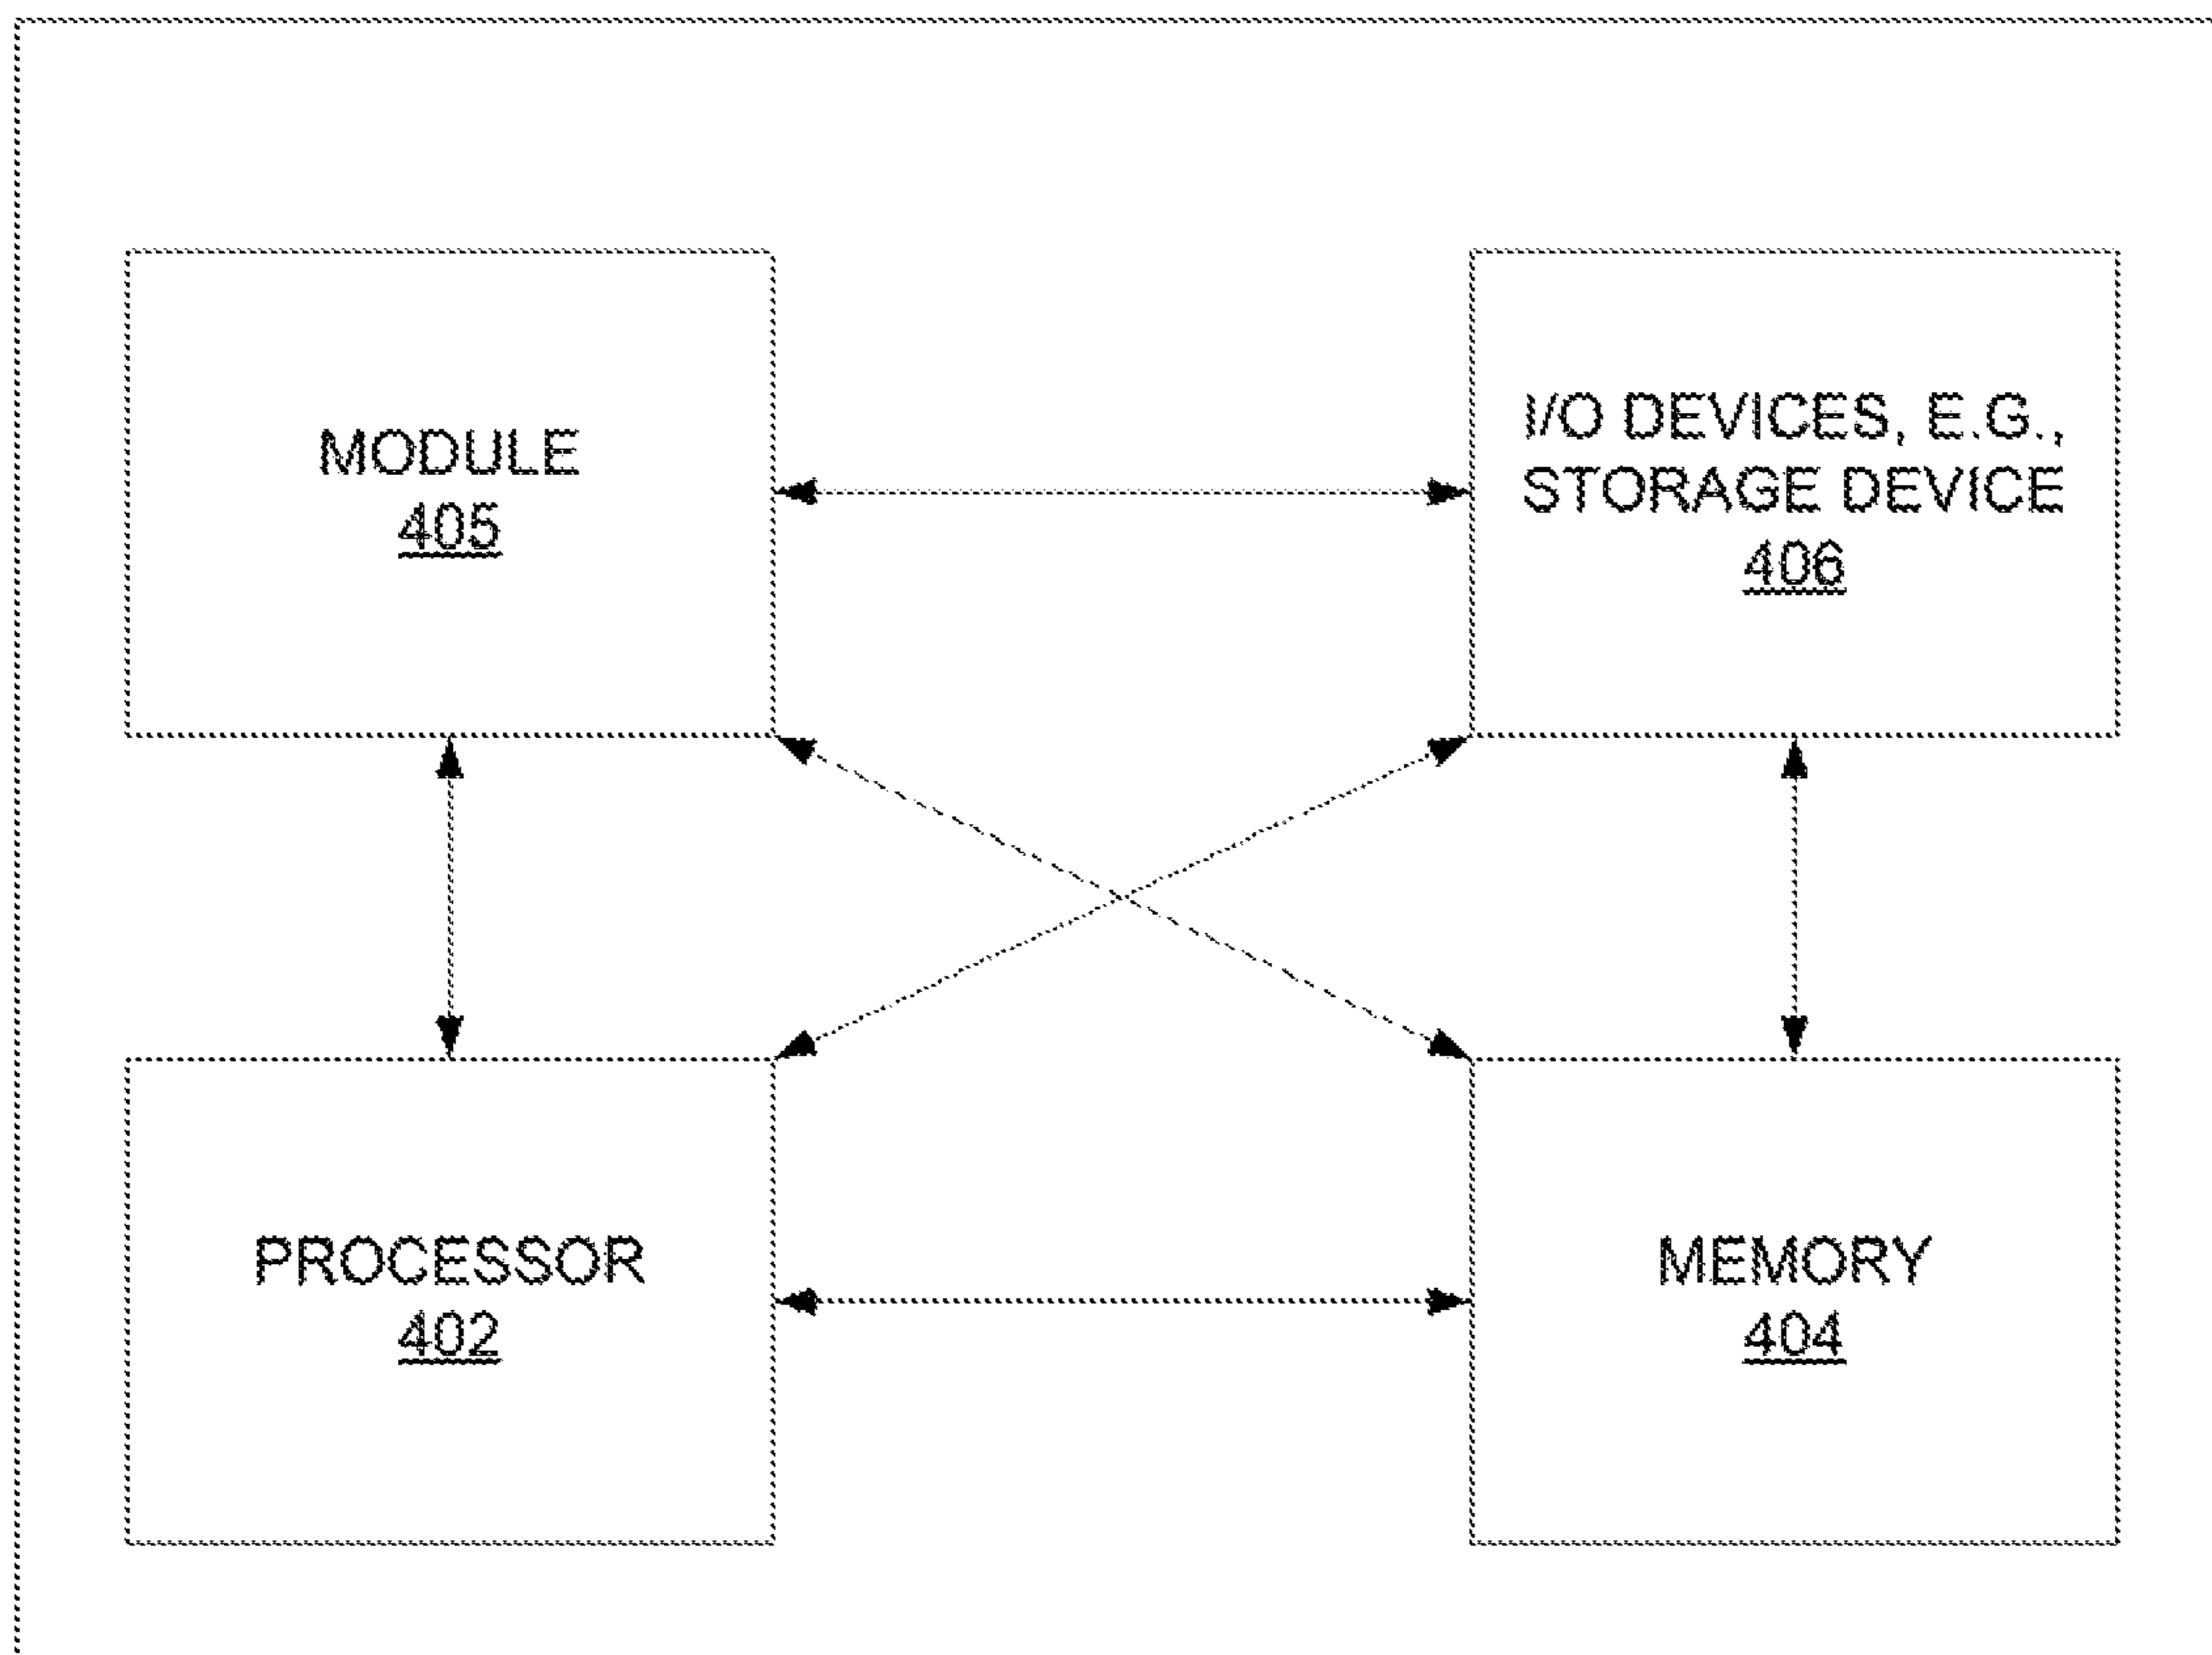 MODULE
405
I/O DEVICES, E.G.,
STORAGE DEVICE
406
PROCESSOR
402
MEMORY
404